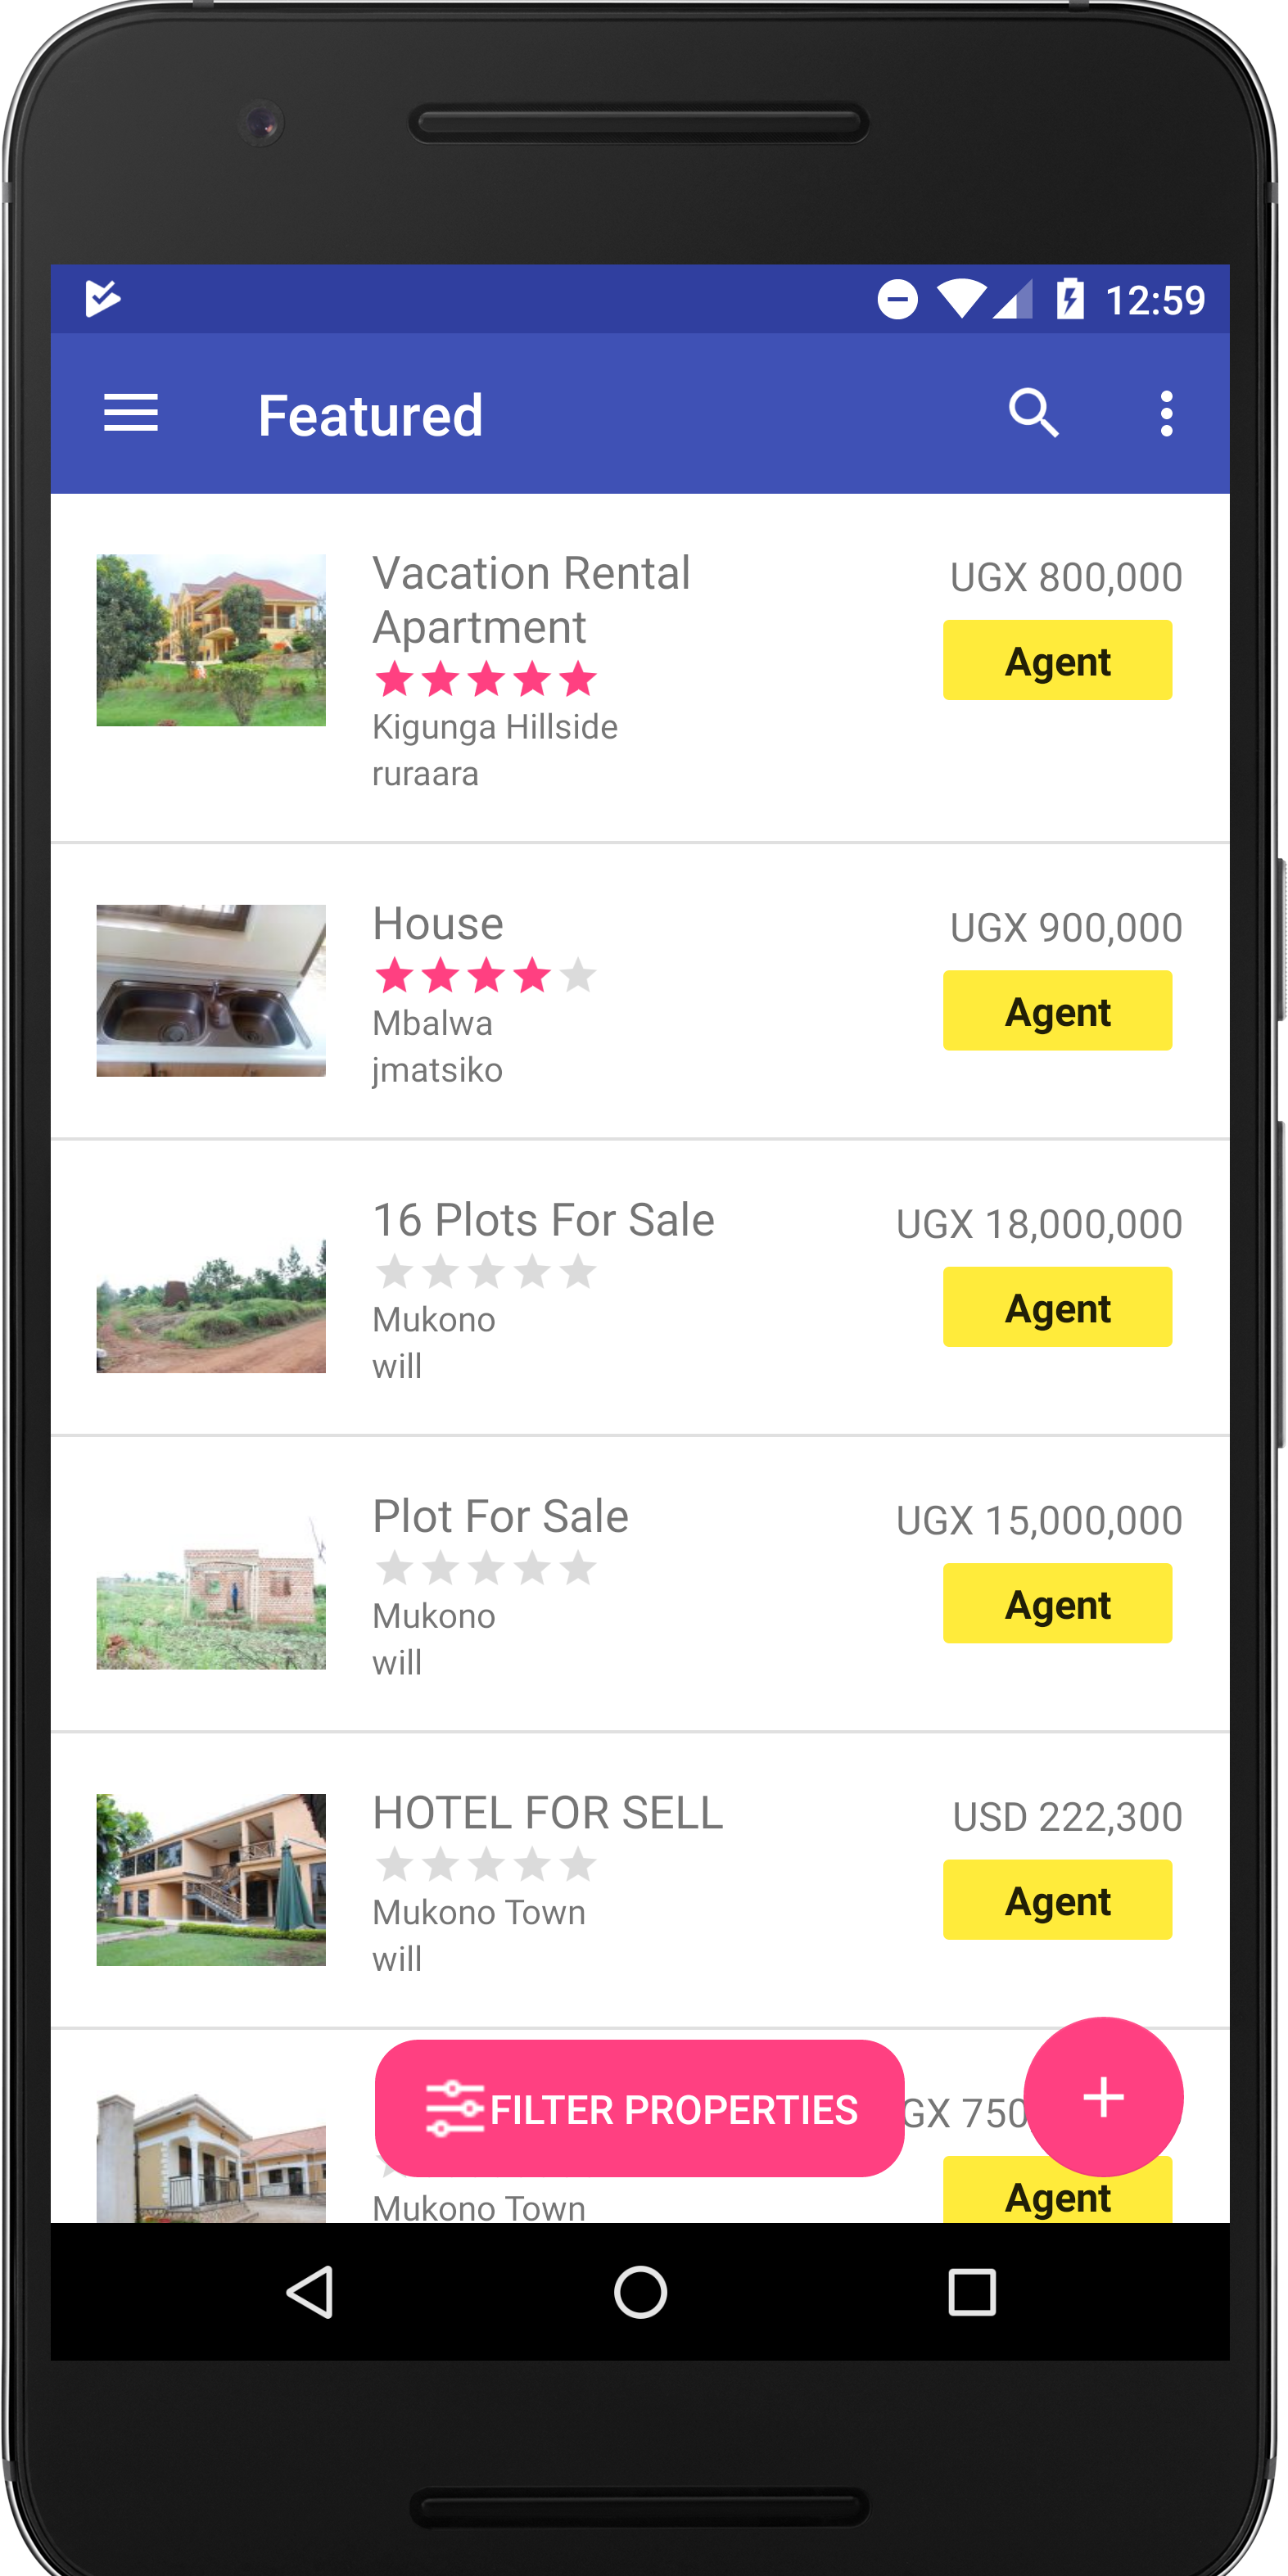 12:59
Featured
Vacation Rental
Apartment
UGX 800,000
Agent
Kigunga Hillside
ruraara
House
UGX 900,000
Agent
Mbalwa
jmatsiko
16 Plots For Sale
UGX 18,000,000
Agent
Mukono
will
Plot For Sale
UGX 15,000,000
Agent
Mukono
will
HOTEL FOR SELL
USD 222,300
Agent
Mukono Town
will
FILTER PROPERTIES
GX 750
Agent
Mukono Town